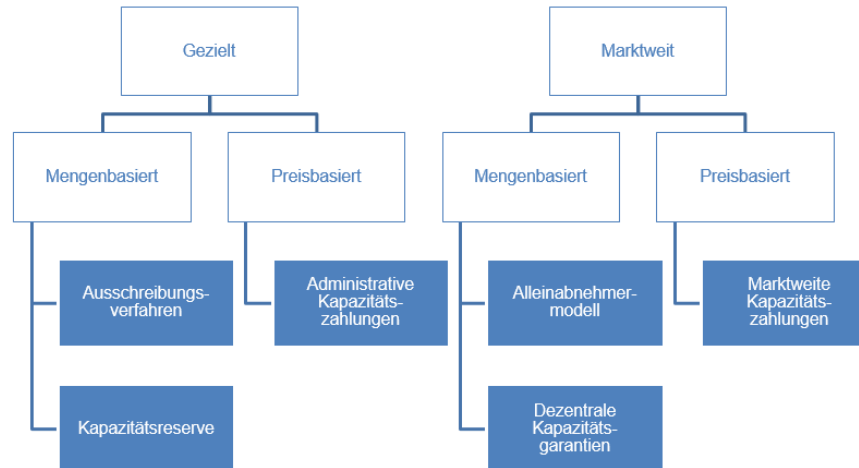 Gezielt
Marktweit
Mengenbasiert
Preisbasiert
Mengenbasiert
Preisbasiert
Ausschreibungs-
verfahren
Administrative
Kapazitäts-
zahlungen
Alleinabnehmer-
modell
Marktweite
Kapazitäts-
zahlungen
Kapazitätsreserve
Dezentrale
Kapazitäts-
garantien